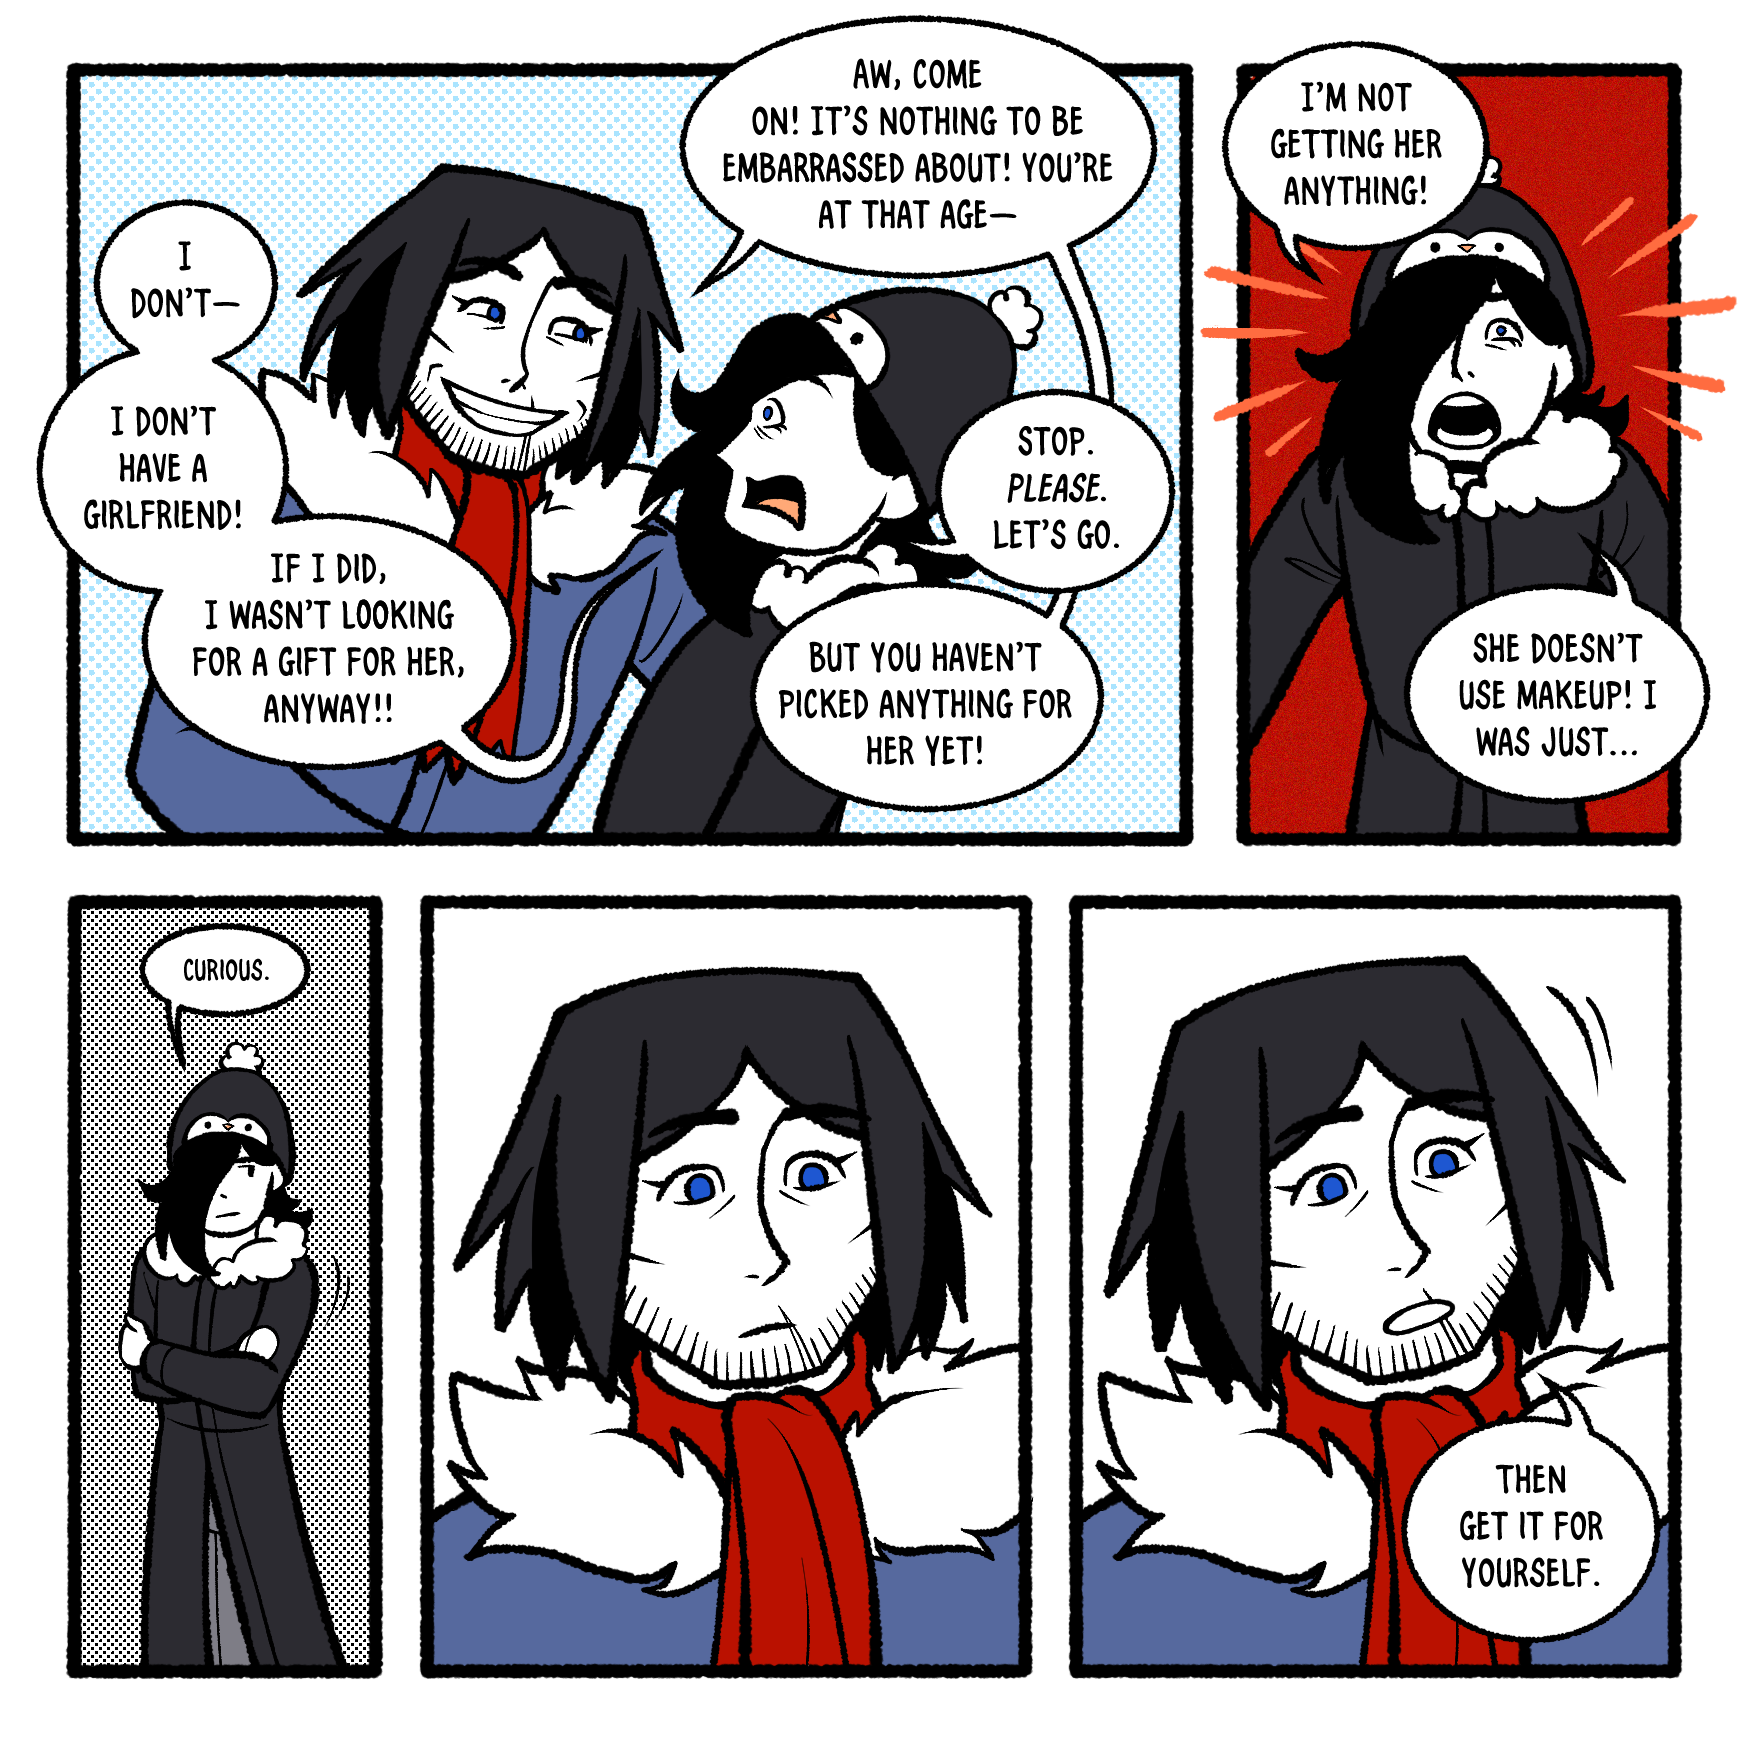 I
DON'T—
I DON'T
HAVE A
GIRLFRIEND!
IF I DID,
I WASN'T LOOKING
FOR A GIFT FOR HER,
ANYWAY!!
AW, COME
ON! IT'S NOTHING TO BE
EMBARRASSED ABOUT! YOU'RE
AT THAT AGE—
STOP.
PLEASE.
LET'S GO.
BUT YOU HAVEN'T
PICKED ANYTHING FOR
HER YET!
I'M NOT
GETTING HER
ANYTHING!
SHE DOESN'T
USE MAKEUP! I
WAS JUST...
CURIOUS.
THEN
GET IT FOR
YOURSELF.